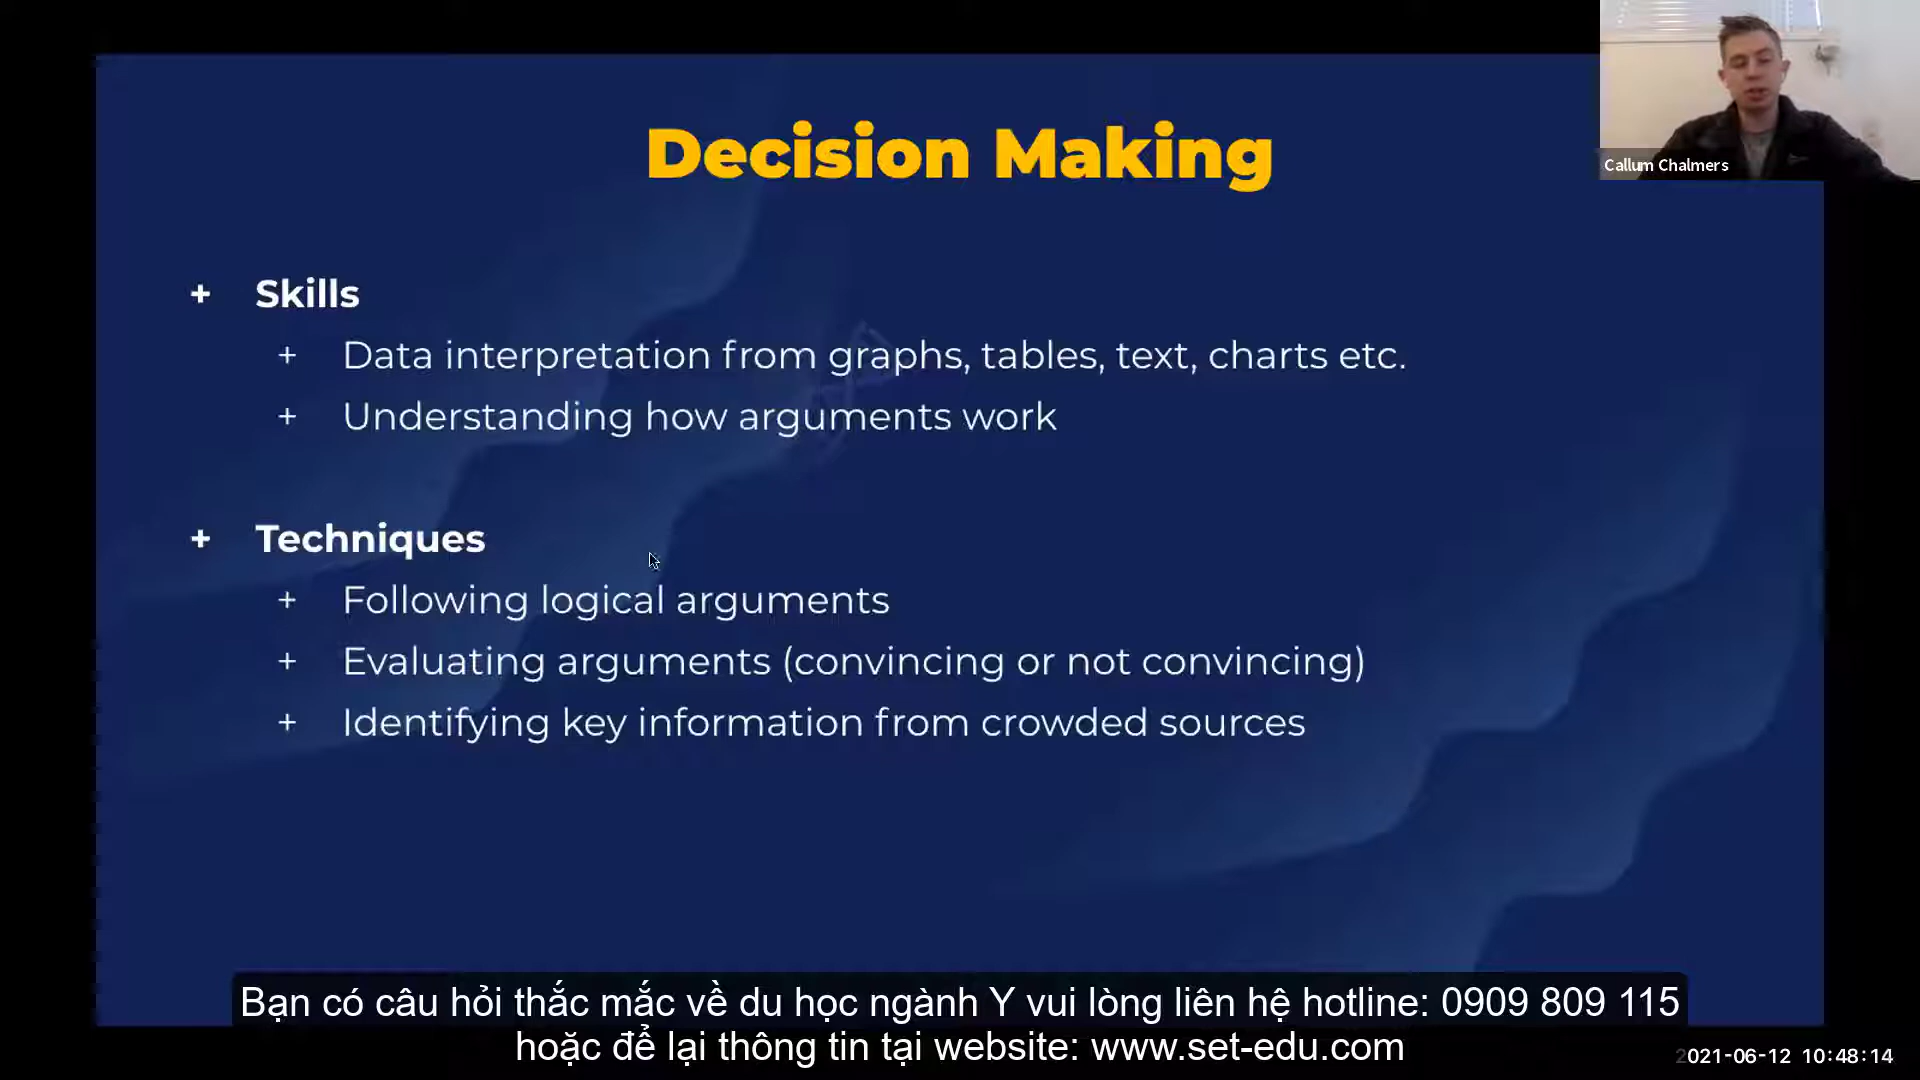 Decision Making
Callum Chalmers
+ Skills
+ Data interpretation from graphs, tables, text, charts etc.
+ Understanding how arguments work
+ Techniques
+ Following logical arguments
+ Evaluating arguments (convincing or not convincing)
+ Identifying key information from crowded sources
Bạn có câu hỏi thắc mắc về du học ngành Y vui lòng liên hệ hotline: 0909 809 115
hoặc để lại thông tin tại website: www.set-edu.com
2021-06-12 10:48:14